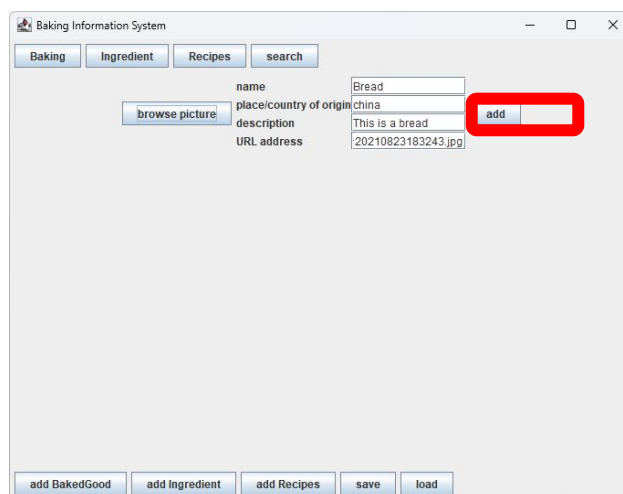 Baking Information System
Baking Ingredient Recipes search
name Bread
place/country of origin china
browse picture
add
description This is a bread
URL address 20210823183243.jpg
add BakedGood add Ingredient add Recipes save load